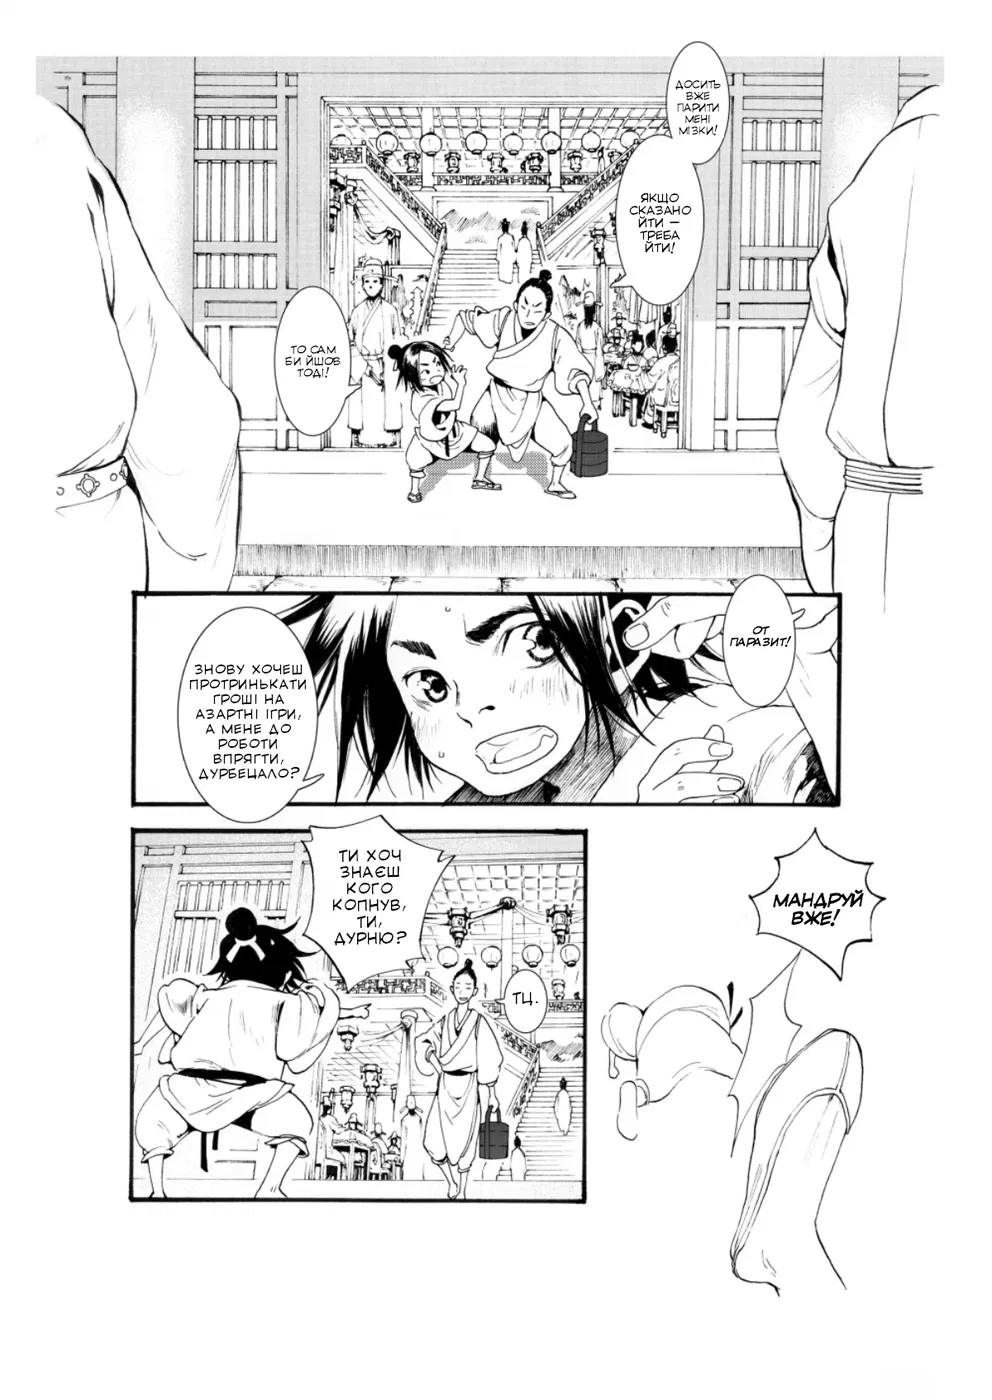 ДОСИТЬ
ВЖЕ
ПАРИТИ
МЕНІ
МІЗКИ!
ЯКЩО
СКАЗАНО
ЙТИ –
ТРЕБА
ЙТИ!
ТО САМ
БИ ЙШОВ
ТОДІ!
ОТ
ПАРАЗИТ!
ЗНОВУ ХОЧЕШ
ПРОТРИНЬКАТИ
ГРОШІ НА
АЗАРТНІ ІГРИ,
А МЕНЕ ДО
РОБОТИ
ВПРЯГТИ,
ДУРБЕЦАЛО?
ТИ ХОЧ
ЗНАЄШ
КОГО
КОПНУВ,
ТИ,
ДУРНЮ?
ТЦ.
МАНДРУЙ
ВЖЕ!